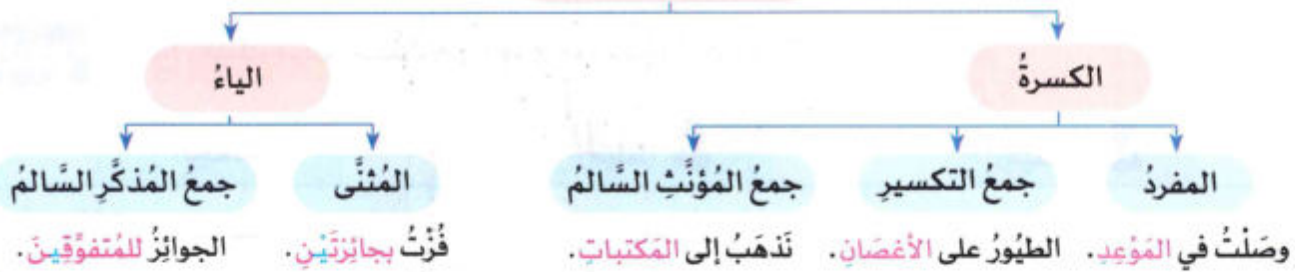 الكسرةُ الياءُ
المفردُ جمعُ التكسيرِ جمعُ المُؤنَّثِ السَّالمُ المُثنَّى جمعُ المُذكَّرِ السَّالمُ
وصَلْتُ في المَوْعِدِ. الطيُورُ على الأغصَانِ. نَذهَبُ إلى المَكتباتِ. فُزْتُ بجائِزتَيْنِ. الجوائِزُ للمُتفوِّقِينَ.